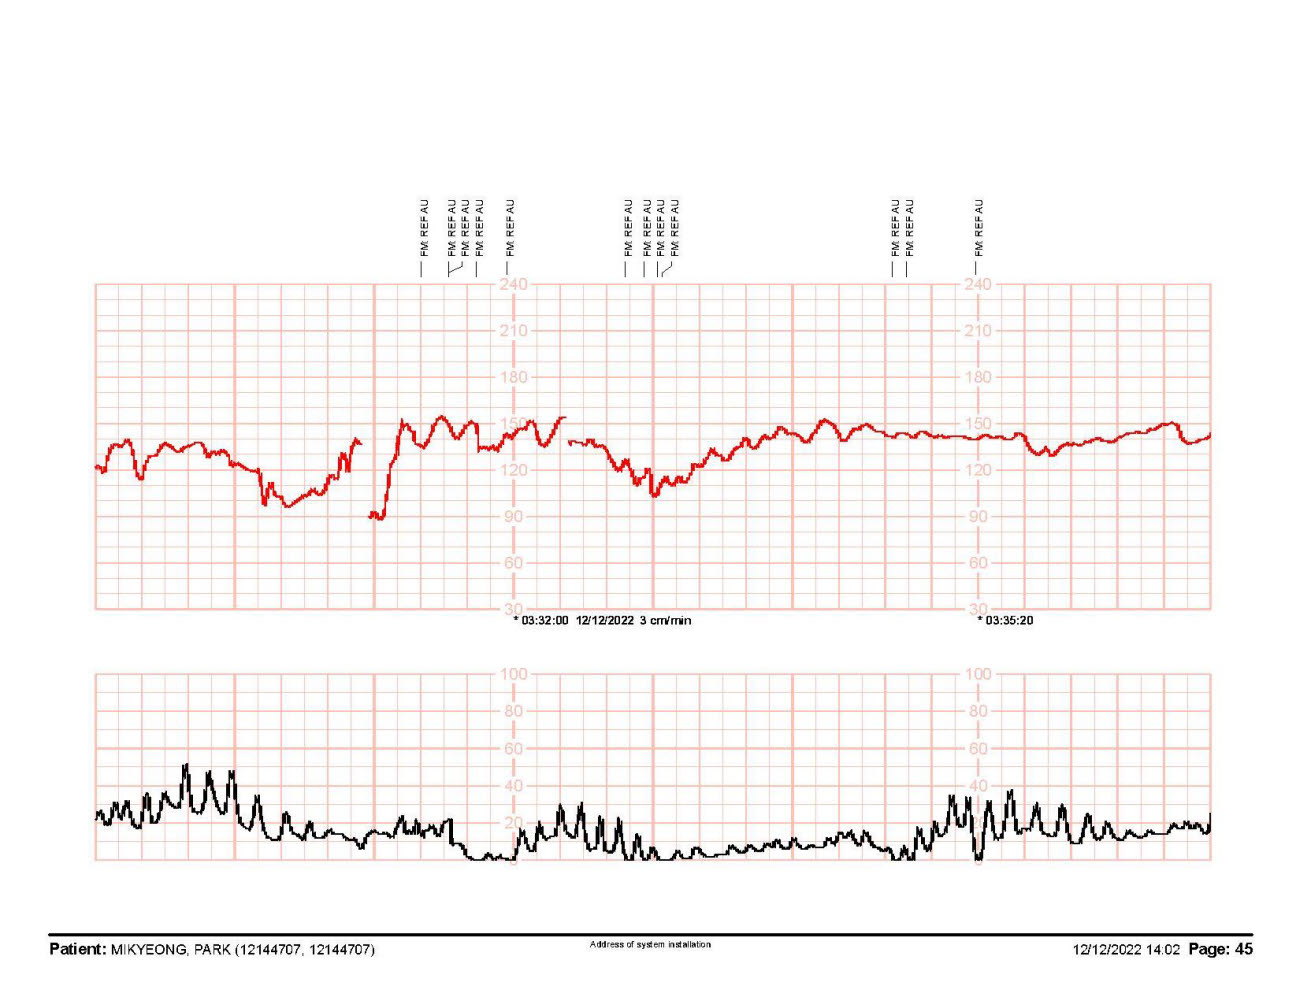 FM: REF AU
FM: REF AU
FM: REF AU
FM: REF AU
FM: REF AU
FM: REF AU
FM: REF AU
FM: REF AU
FM: REF AU
FM: REF AU
FM: REF AU
FM: REF AU
240 240
210 210
180 180
150 150
120 120
90 90
60 60
30 30
* 03:32:00 12/12/2022 3 cm/min * 03:35:20
100 100
80 80
60 60
40 40
20 20
0 0
Patient: MIKYEONG, PARK (12144707, 12144707) Address of system installation 12/12/2022 14:02 Page: 45